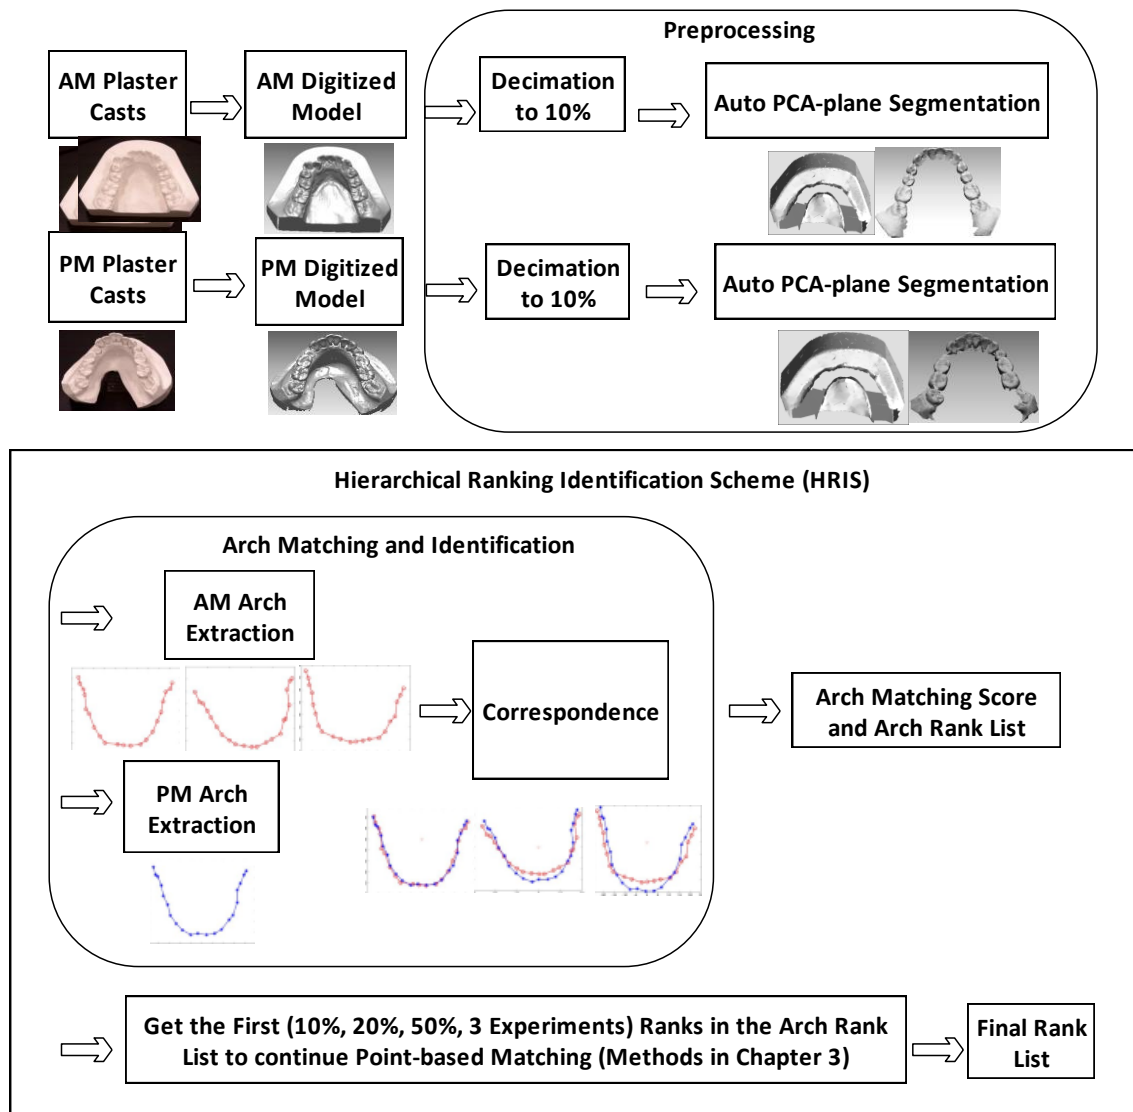 Preprocessing
AM Plaster
Casts
AM Digitized
Model
Decimation
to 10%
Auto PCA-plane Segmentation
PM Plaster
Casts
PM Digitized
Model
Decimation
to 10%
Auto PCA-plane Segmentation
Hierarchical Ranking Identification Scheme (HRIS)
Arch Matching and Identification
AM Arch
Extraction
Correspondence
Arch Matching Score
and Arch Rank List
PM Arch
Extraction
Get the First (10%, 20%, 50%, 3 Experiments) Ranks in the Arch Rank
List to continue Point-based Matching (Methods in Chapter 3)
Final Rank
List